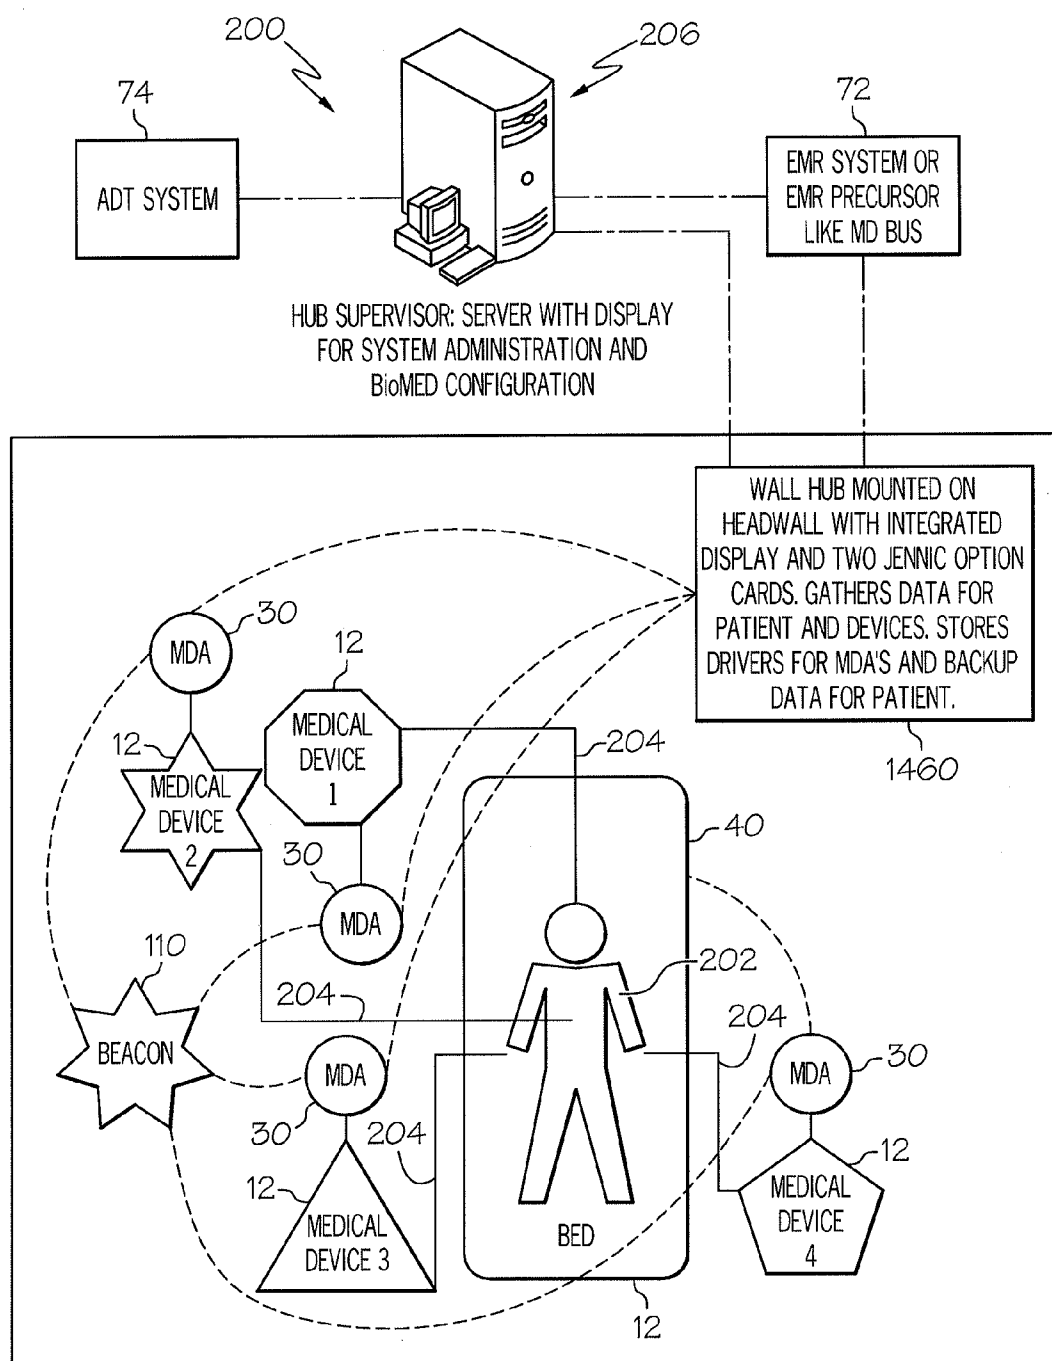 200
206
74
72
ADT SYSTEM
EMR SYSTEM OR
EMR PRECURSOR
LIKE MD BUS
HUB SUPERVISOR: SERVER WITH DISPLAY
FOR SYSTEM ADMINISTRATION AND
BioMED CONFIGURATION
WALL HUB MOUNTED ON
HEADWALL WITH INTEGRATED
DISPLAY AND TWO JENNIC OPTION
CARDS. GATHERS DATA FOR
PATIENT AND DEVICES. STORES
DRIVERS FOR MDA'S AND BACKUP
DATA FOR PATIENT.
1460
30
MDA
12
MEDICAL
DEVICE
1
12
MEDICAL
DEVICE
2
204
40
30
MDA
110
BEACON
204
202
204
MDA
30
MDA
30
204
12
MEDICAL
DEVICE 3
12
MEDICAL
DEVICE
4
BED
12